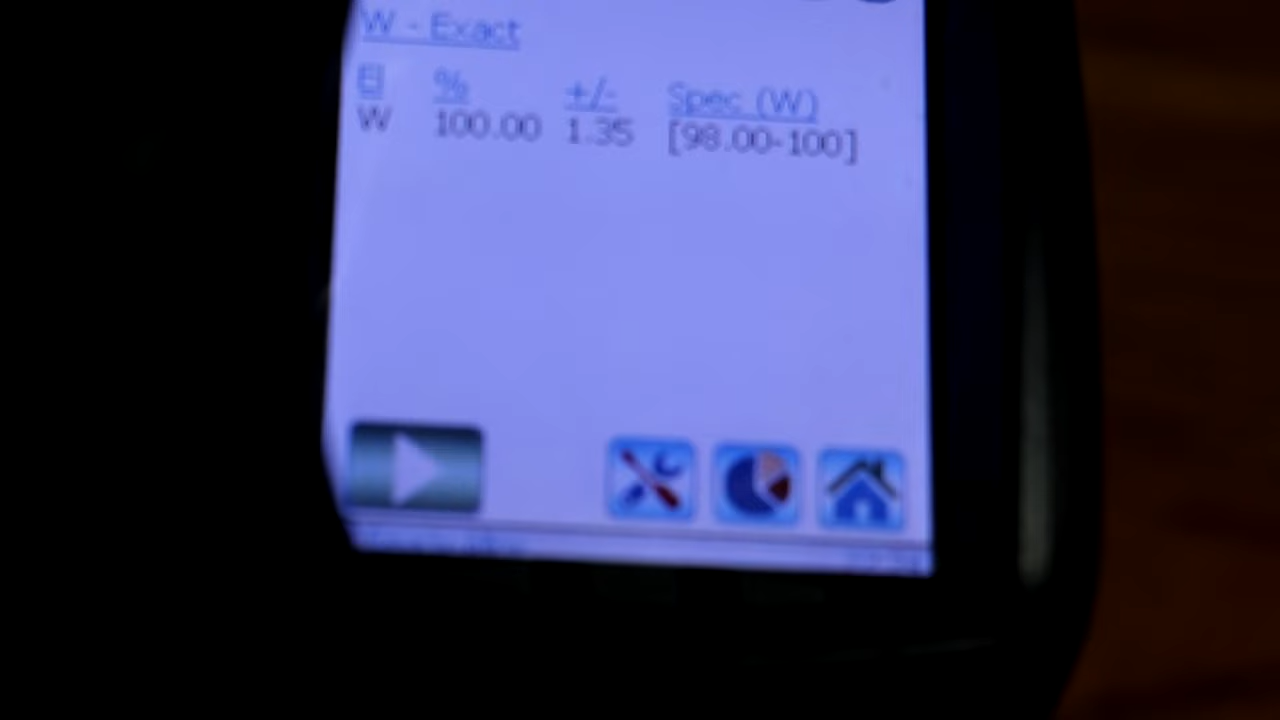 W - Exact
El % +/- Spec (W)
W 100.00 1.35 [98.00-100]